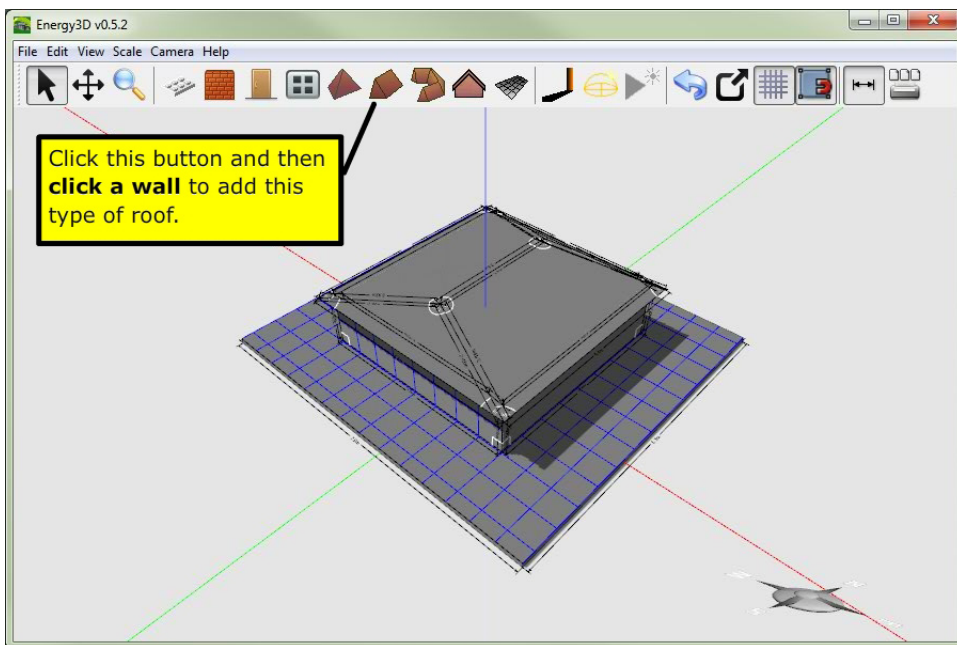 Energy3D v0.5.2
File Edit View Scale Camera Help
Click this button and then
click a wall to add this
type of roof.